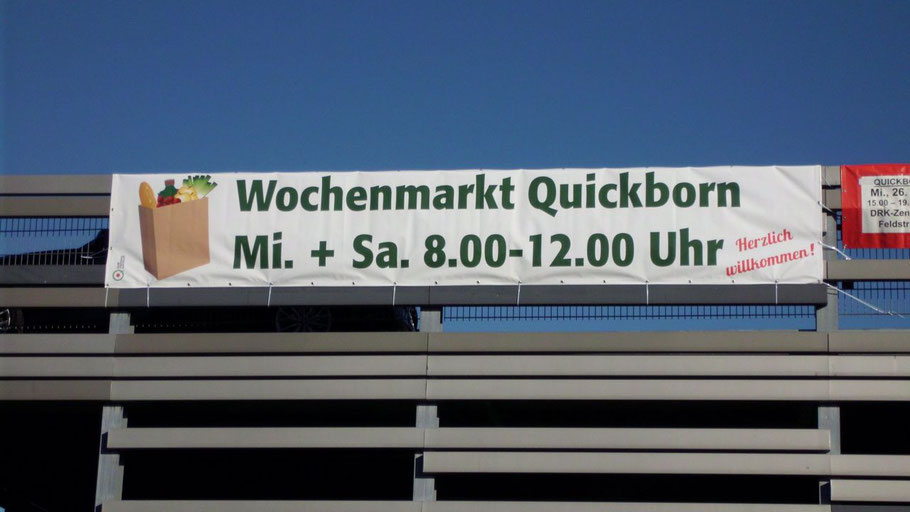 Wochenmarkt Quickborn
Mi. + Sa. 8.00-12.00 Uhr
Herzlich
willkommen!
QUICKBO
Mi., 26.
15.00 – 19.
DRK-Zen
Feldstr